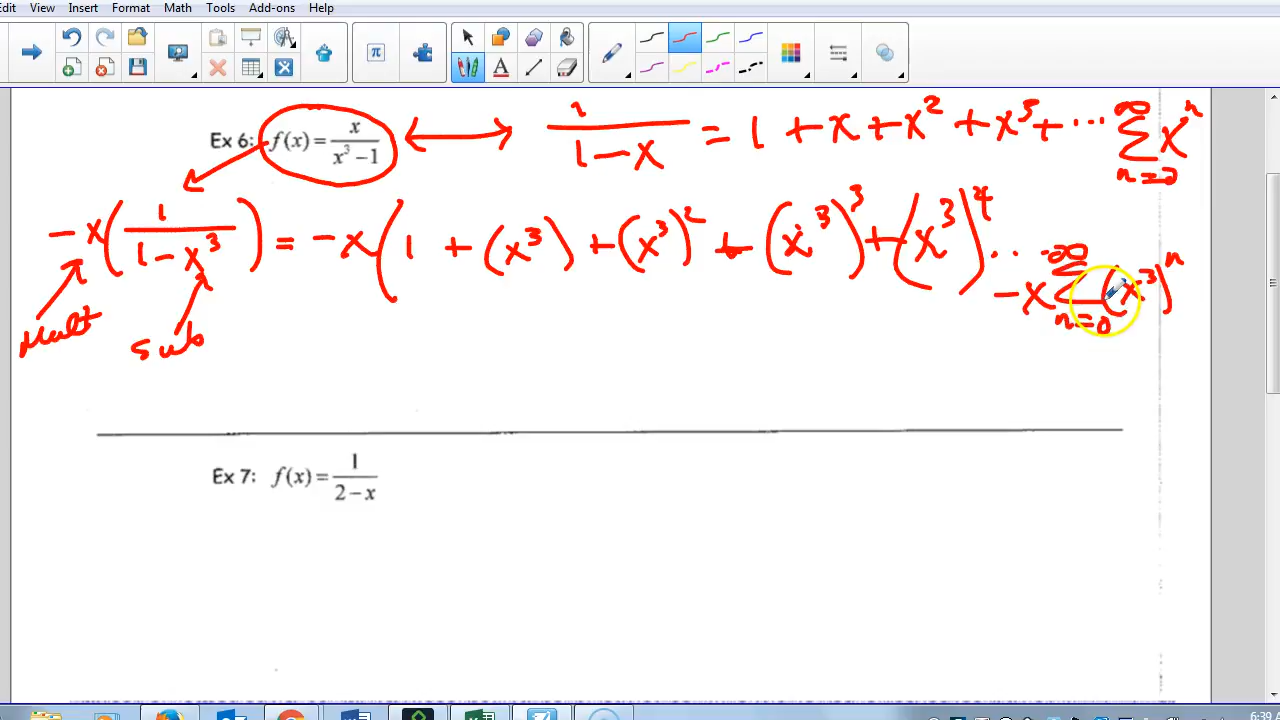 Edit View Insert Format Math Tools Add-ons Help
Ex 6: f(x) = x / (x³ − 1) ↔ 1 / (1 − x) = 1 + x + x² + x³ + ··· ∞ Σ n=0 xⁿ
− x ( 1 / (1 − x³) ) = − x ( 1 + (x³) + (x³)² + (x³)³ + (x³)⁴ ···
− x ∞ Σ n=0 (x³)ⁿ
Mult
Sub
Ex 7: f(x) = 1 / (2 − x)